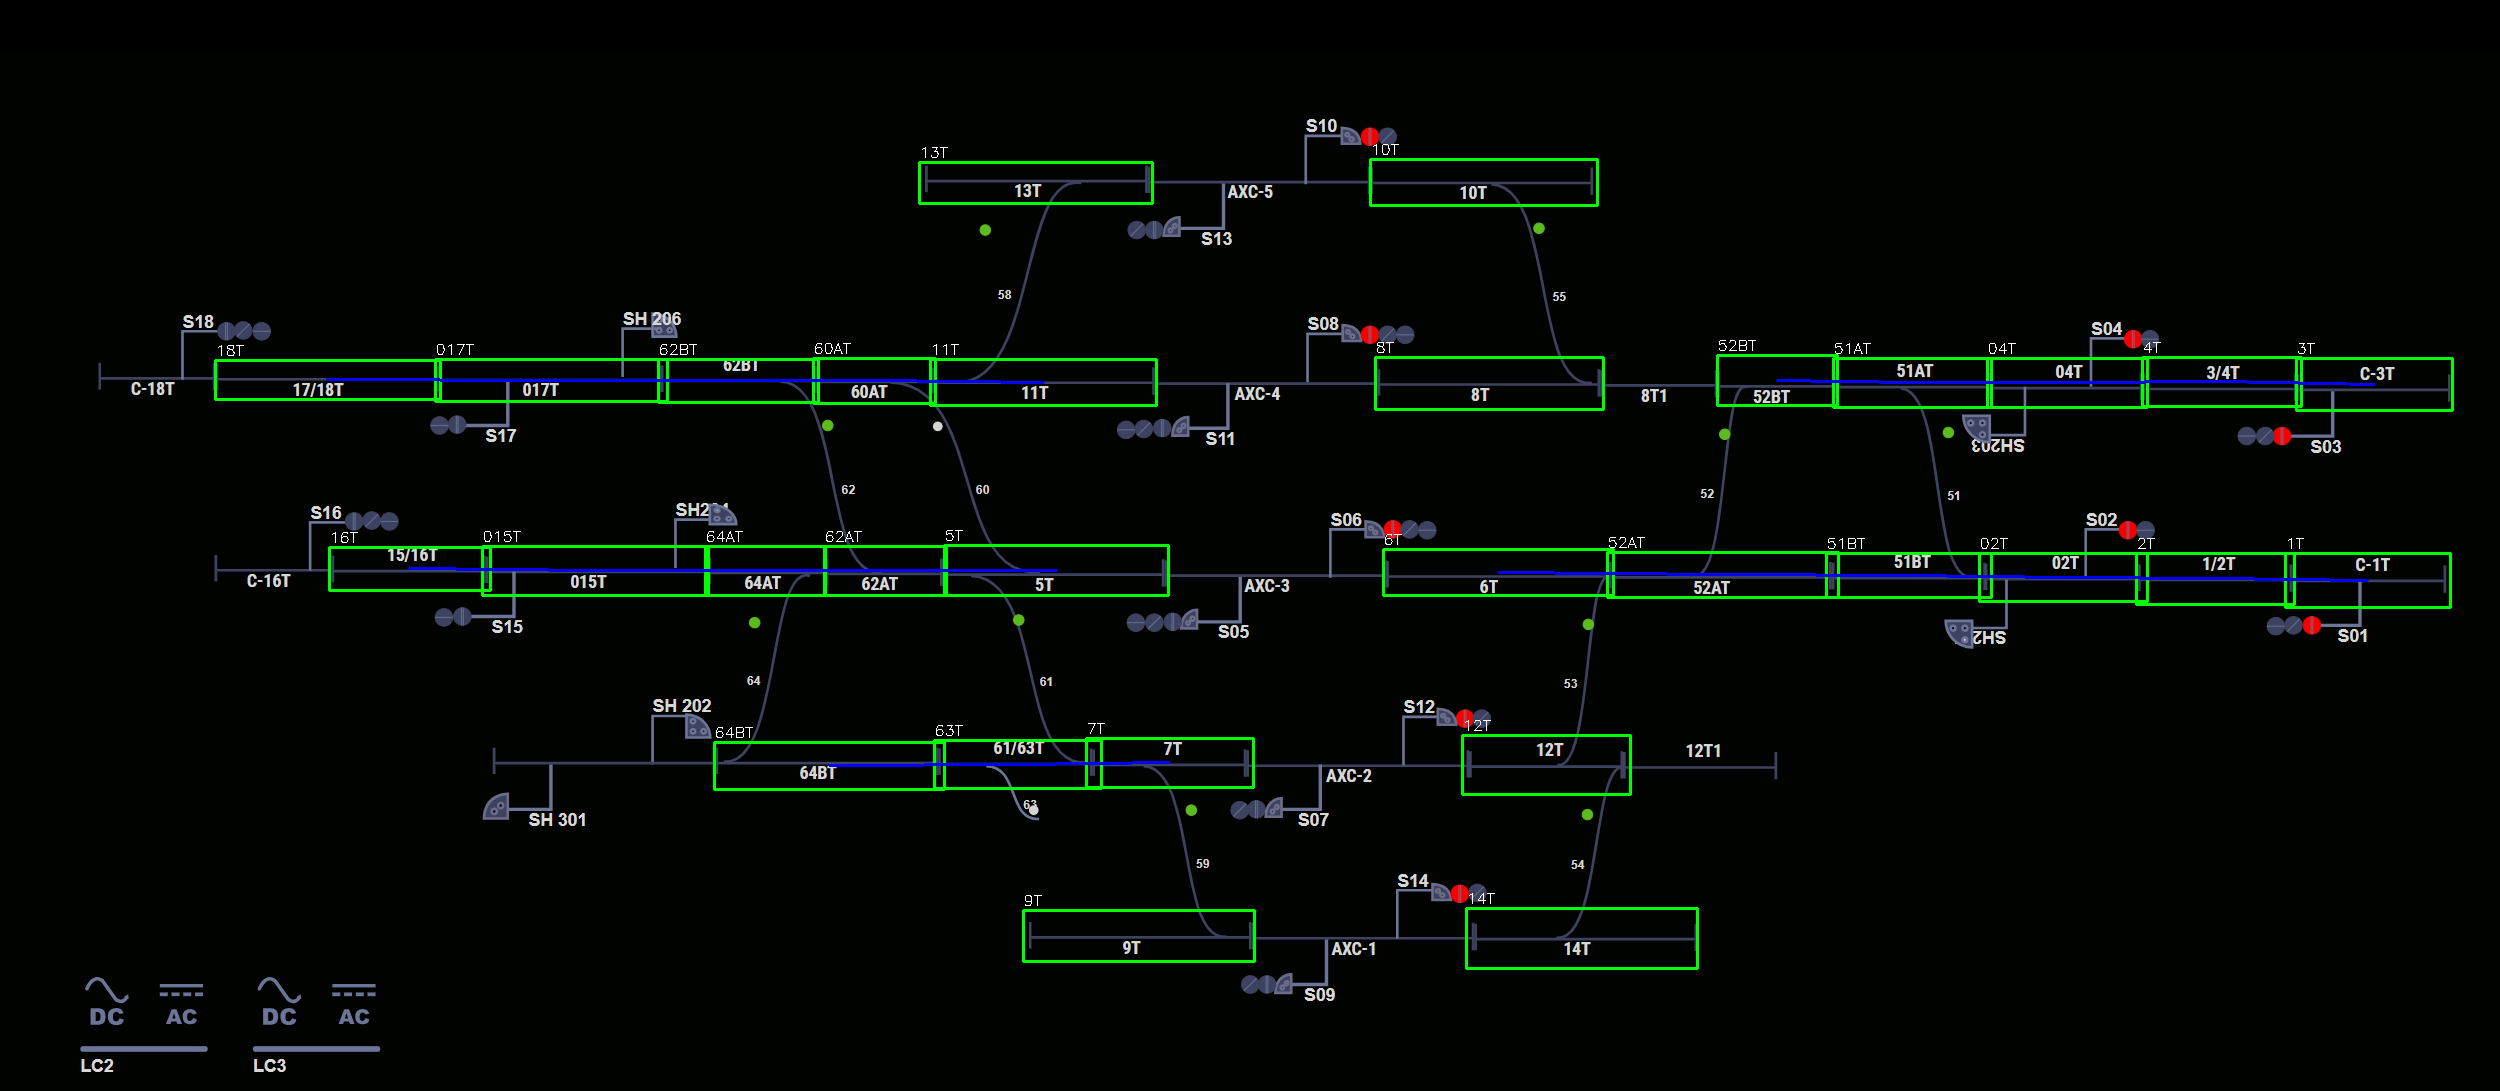 S10
10T
13T
13T
10T
AXC-5
S13
58
55
S18
SH 206
S08
S04
18T
017T
62BT
60AT
11T
8T
52BT
51AT
04T
4T
3T
62BT
C-18T
17/18T
017T
60AT
11T
AXC-4
8T
8T1
52BT
51AT
04T
3/4T
C-3T
S17
S11
SH203
S03
62
60
52
51
S16
S06
S02
16T
015T
64AT
62AT
5T
6T
52AT
51BT
02T
2T
1T
15/16T
C-16T
015T
64AT
62AT
5T
AXC-3
6T
52AT
51BT
02T
1/2T
C-1T
S15
S05
S01
64
61
53
SH 202
S12
64BT
63T
7T
12T
64BT
61/63T
7T
AXC-2
12T
12T1
SH 301
63
S07
59
54
S14
9T
14T
9T
AXC-1
14T
S09
DC
AC
DC
AC
LC2
LC3